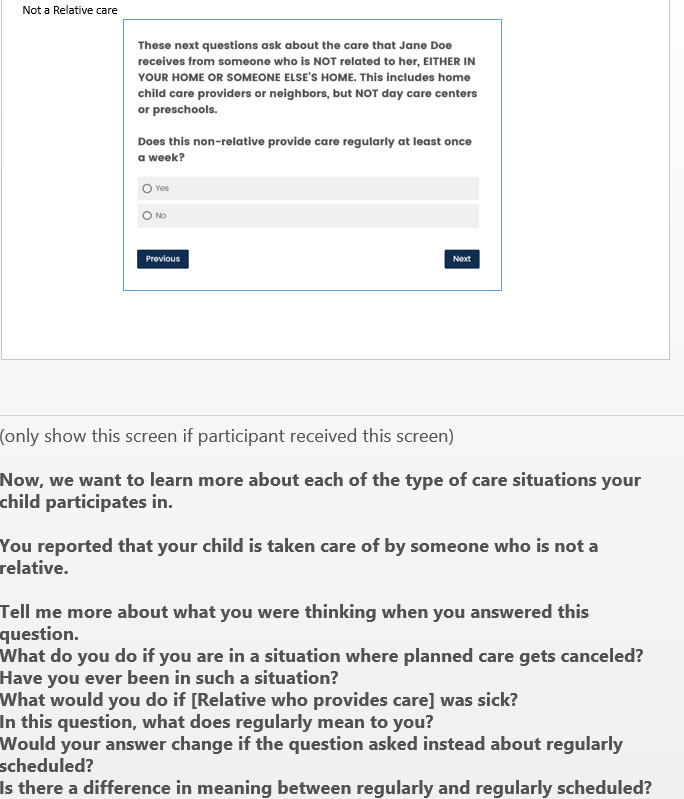 Not a Relative care
These next questions ask about the care that Jane Doe
receives from someone who is NOT related to her, EITHER IN
YOUR HOME OR SOMEONE ELSE'S HOME. This includes home
child care providers or neighbors, but NOT day care centers
or preschools.
Does this non-relative provide care regularly at least once
a week?
Yes
No
Previous
Next
(only show this screen if participant received this screen)
Now, we want to learn more about each of the type of care situations your
child participates in.
You reported that your child is taken care of by someone who is not a
relative.
Tell me more about what you were thinking when you answered this
question.
What do you do if you are in a situation where planned care gets canceled?
Have you ever been in such a situation?
What would you do if [Relative who provides care] was sick?
In this question, what does regularly mean to you?
Would your answer change if the question asked instead about regularly
scheduled?
Is there a difference in meaning between regularly and regularly scheduled?